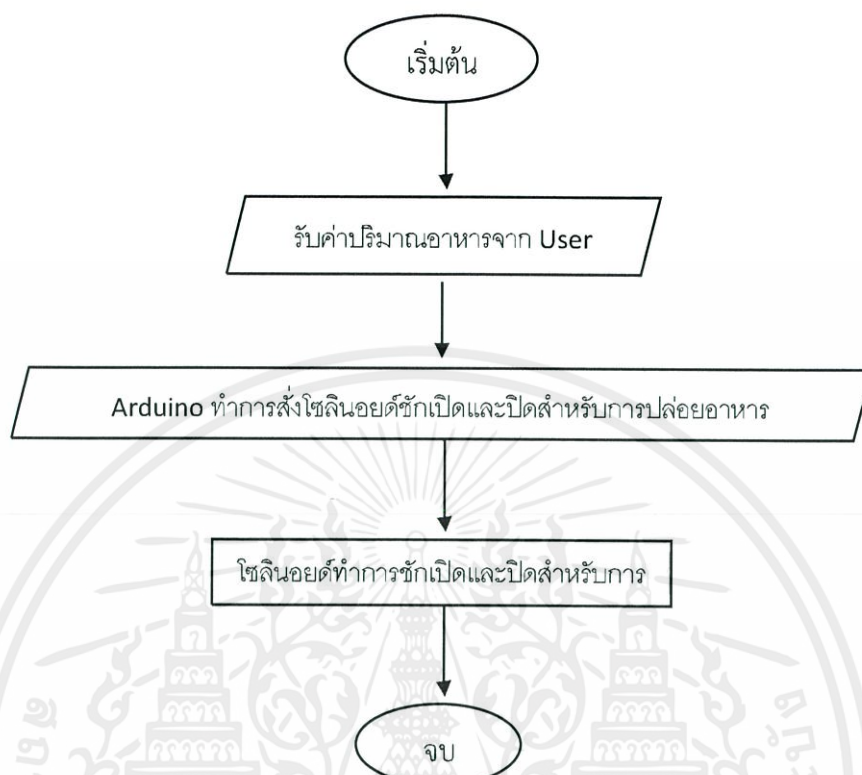 เริ่มต้น
รับค่าปริมาณอาหารจาก User
Arduino ทำการสั่งโซลินอยด์ชักเปิดและปิดสำหรับการปล่อยอาหาร
โซลินอยด์ทำการชักเปิดและปิดสำหรับการ
จบ